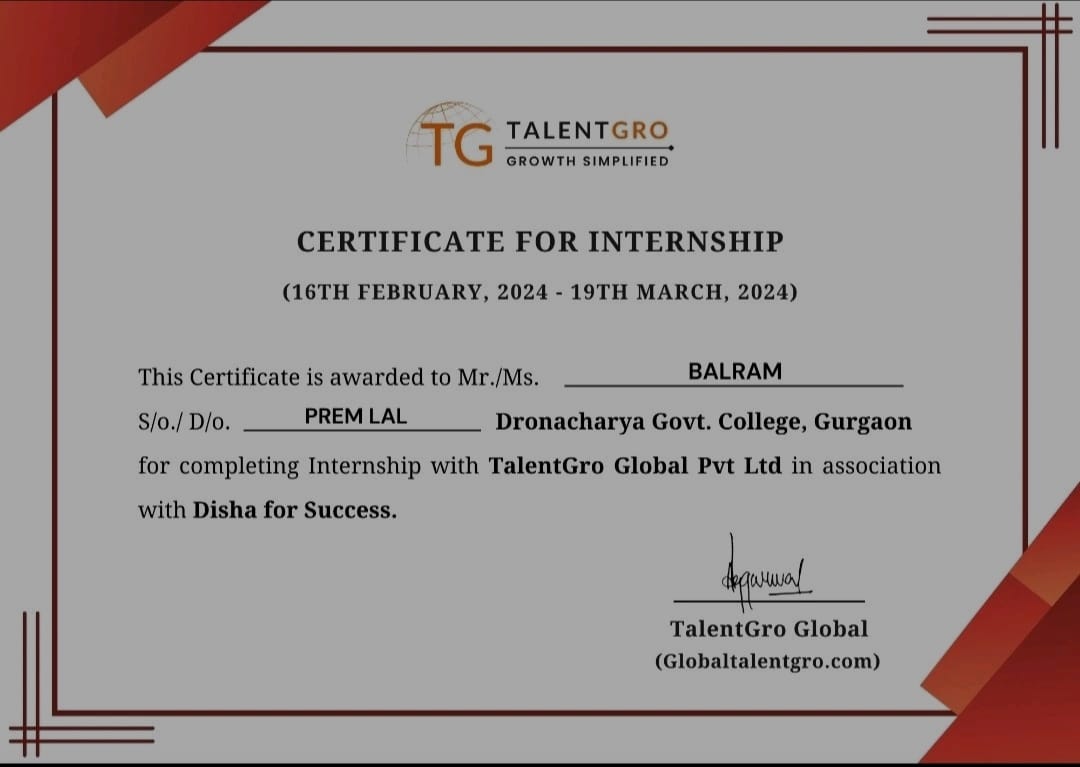 TG TALENTGRO
GROWTH SIMPLIFIED
CERTIFICATE FOR INTERNSHIP
(16TH FEBRUARY, 2024 - 19TH MARCH, 2024)
This Certificate is awarded to Mr./Ms. BALRAM
S/o./ D/o. PREM LAL Dronacharya Govt. College, Gurgaon
for completing Internship with TalentGro Global Pvt Ltd in association
with Disha for Success.
Aggarwal
TalentGro Global
(Globaltalentgro.com)